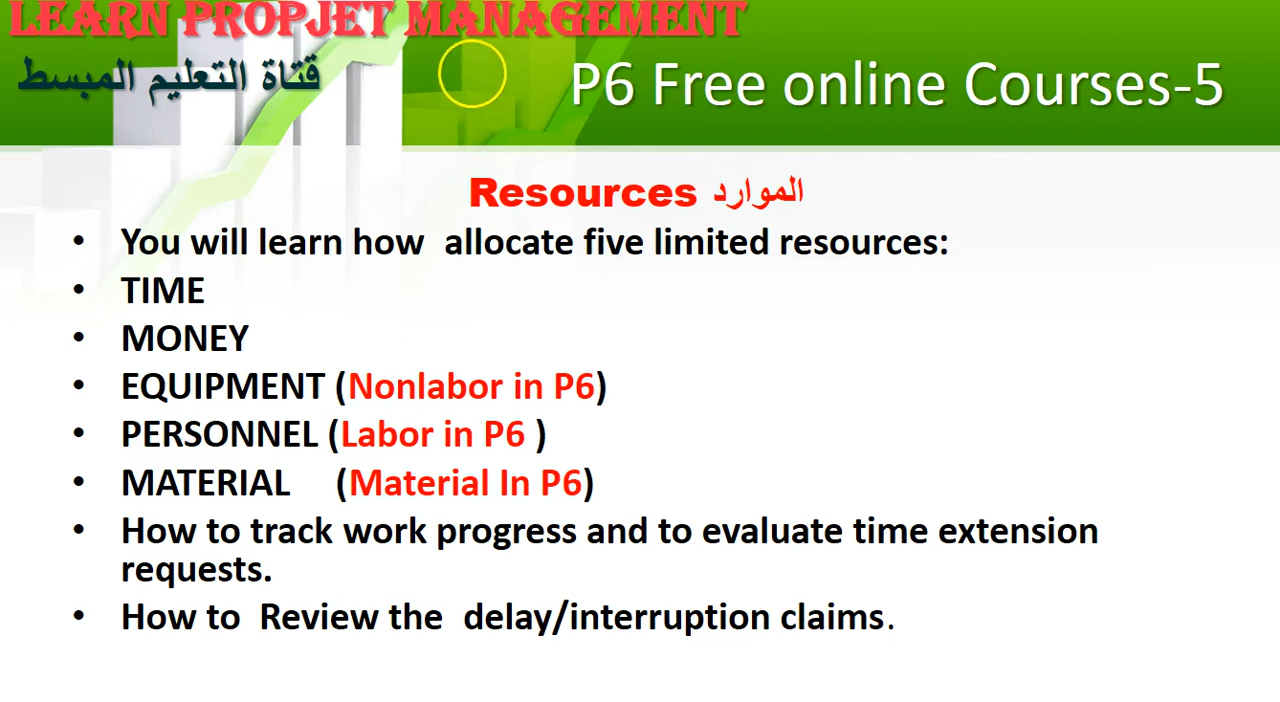 LEARN PROPJET MANAGEMENT
قتاة التعليم المبسط
P6 Free online Courses-5
Resources الموارد
• You will learn how allocate five limited resources:
• TIME
• MONEY
• EQUIPMENT (Nonlabor in P6)
• PERSONNEL (Labor in P6 )
• MATERIAL (Material In P6)
• How to track work progress and to evaluate time extension
requests.
• How to Review the delay/interruption claims.